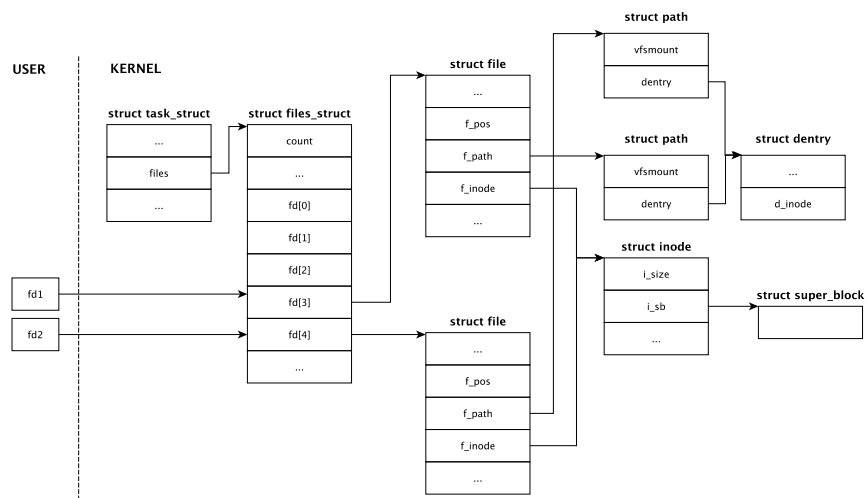 USER
KERNEL
fd1
fd2
struct task_struct
...
files
...
struct files_struct
count
...
fd[0]
fd[1]
fd[2]
fd[3]
fd[4]
...
struct file
...
f_pos
f_path
f_inode
...
struct file
...
f_pos
f_path
f_inode
...
struct path
vfsmount
dentry
struct path
vfsmount
dentry
struct dentry
...
d_inode
struct inode
i_size
i_sb
...
struct super_block